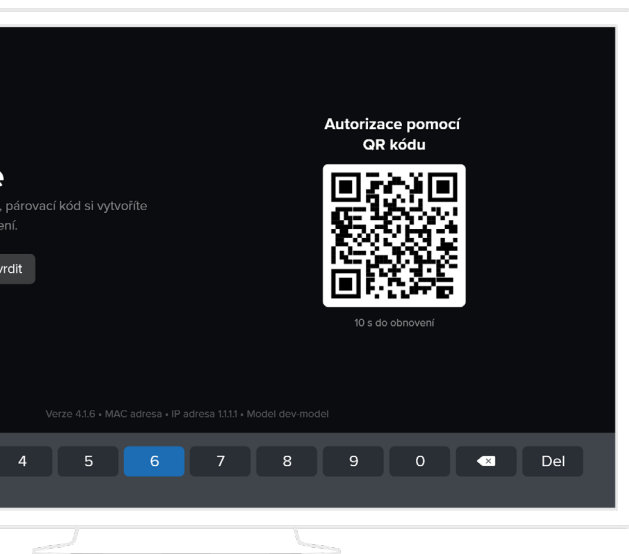 Autorizace pomocí
QR kódu
, párovací kód si vytvoříte
ení.
vrdit
10 s do obnovení
Verze 4.1.6 • MAC adresa • IP adresa 1.1.1.1 • Model dev-model
4 5 6 7 8 9 0 Del